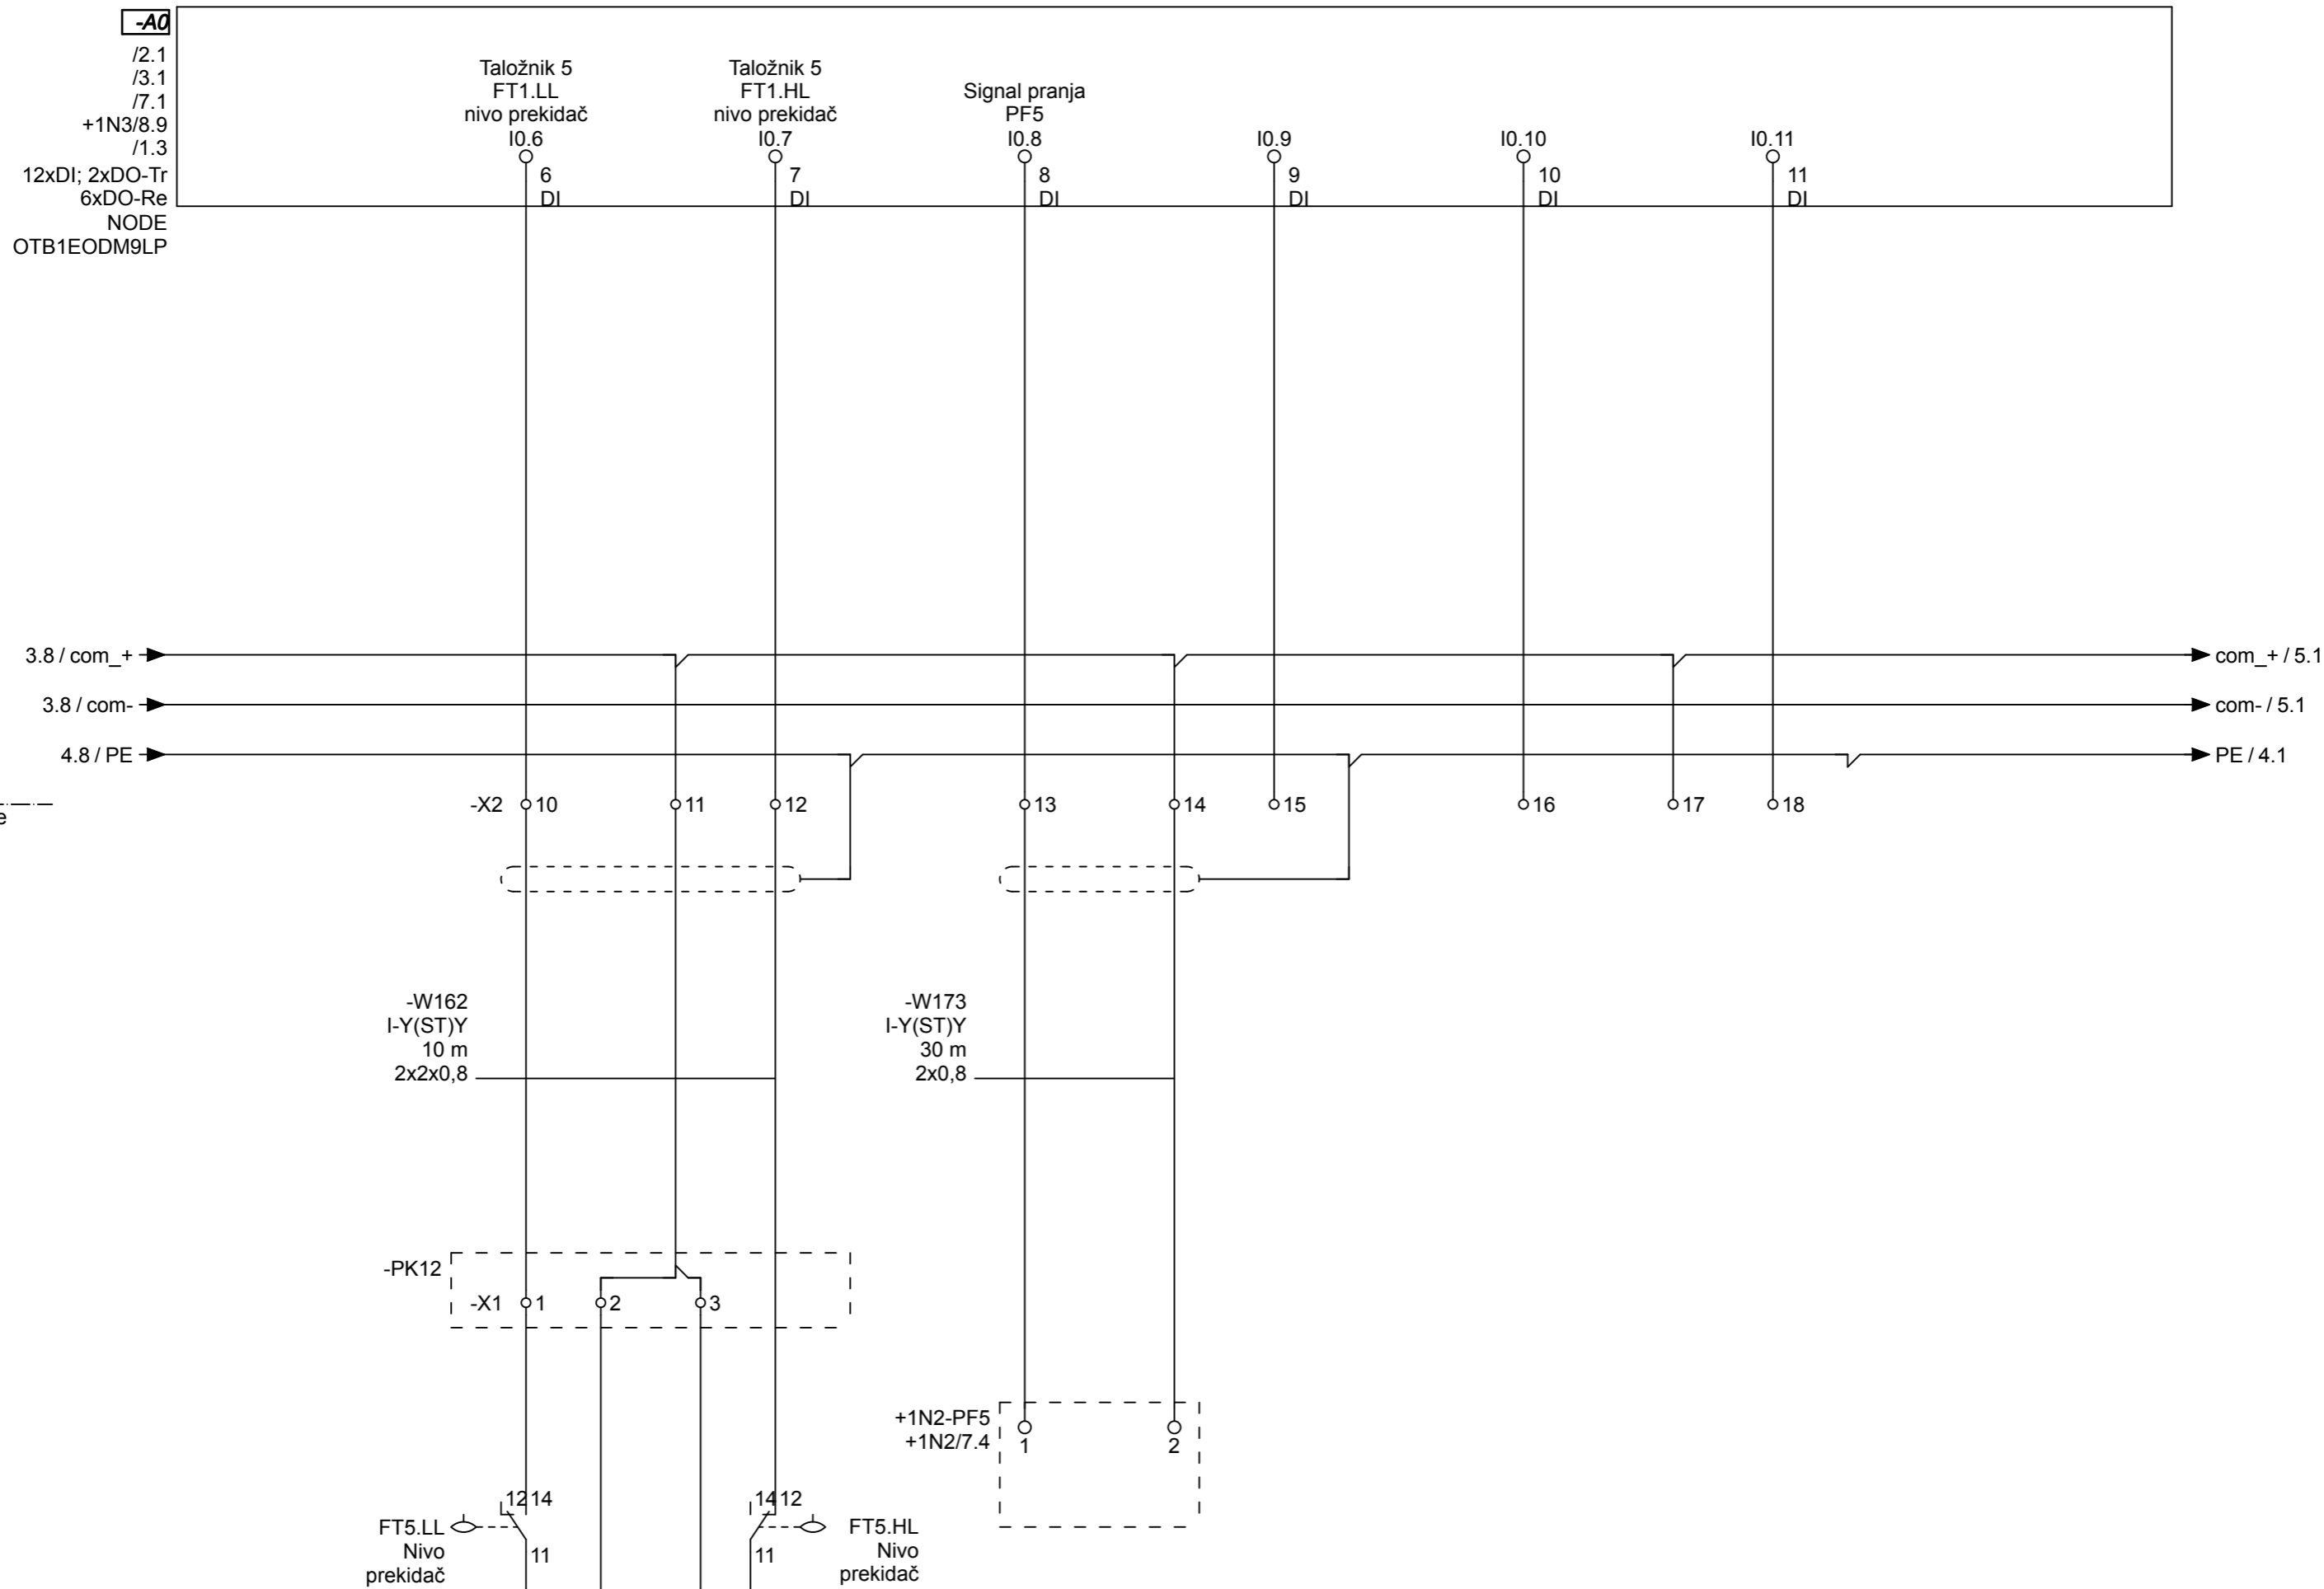 -A0
/2.1
/3.1
/7.1
+1N3/8.9
/1.3
12xDI; 2xDO-Tr
6xDO-Re
NODE
OTB1EODM9LP
Taložnik 5
FT1.LL
nivo prekidač
I0.6
6
DI
Taložnik 5
FT1.HL
nivo prekidač
I0.7
7
DI
Signal pranja
PF5
I0.8
8
DI
I0.9
9
DI
I0.10
10
DI
I0.11
11
DI
3.8 / com_+
com_+ / 5.1
3.8 / com-
com- / 5.1
4.8 / PE
PE / 4.1
e
-X2 10 11 12 13 14 15 16 17 18
-W162
I-Y(ST)Y
10 m
2x2x0,8
-W173
I-Y(ST)Y
30 m
2x0,8
-PK12
-X1 1 2 3
+1N2-PF5
+1N2/7.4
1 2
12 14
FT5.LL
Nivo
prekidač
11
14 12
FT5.HL
Nivo
prekidač
11